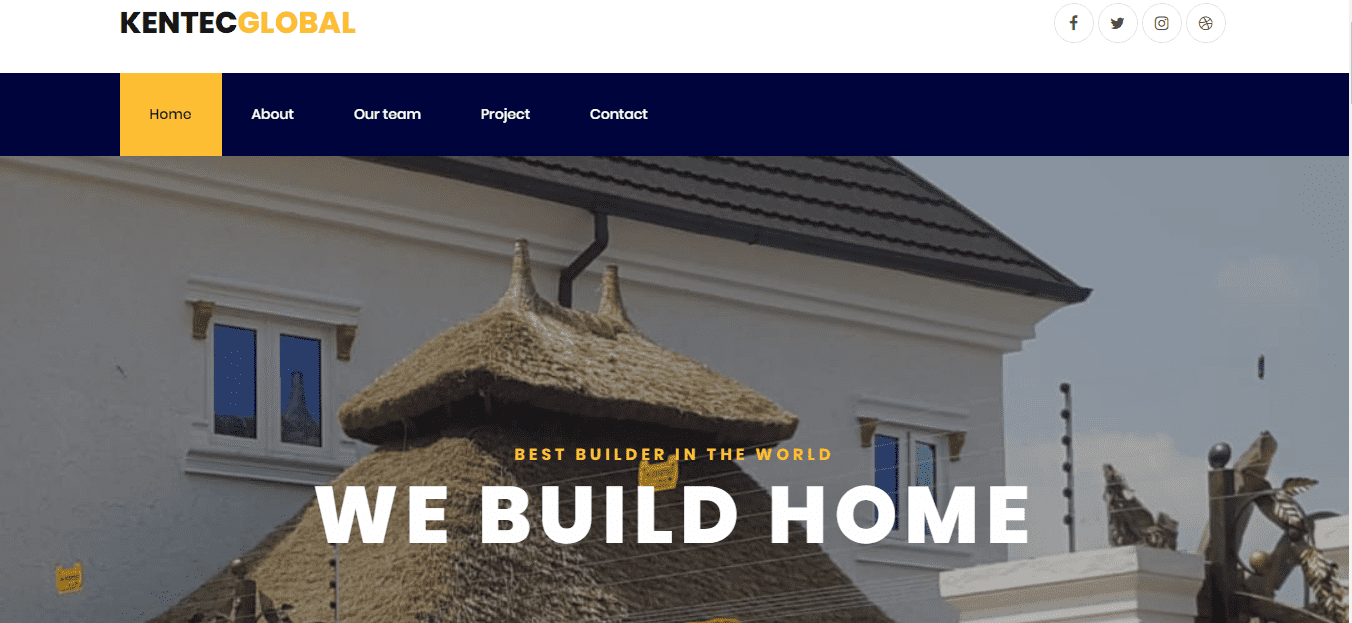 KENTECGLOBAL
Home About Our team Project Contact
BEST BUILDER IN THE WORLD
WE BUILD HOME